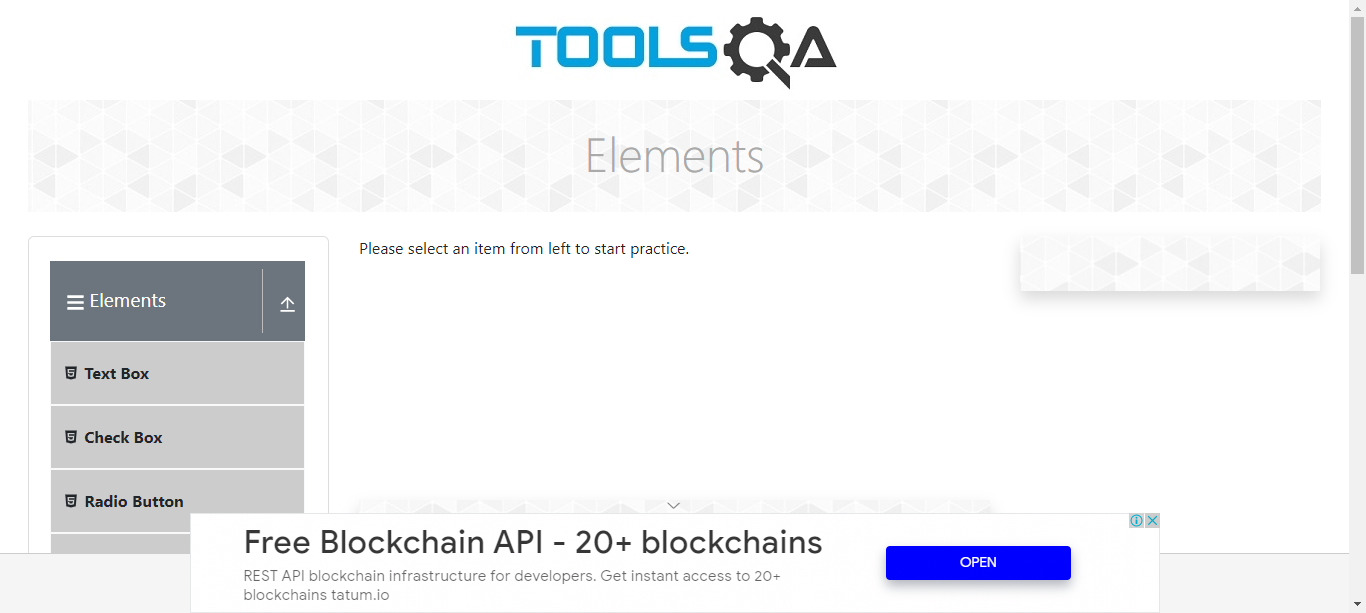 TOOLSQA
Elements
Elements
Please select an item from left to start practice.
Text Box
Check Box
Radio Button
Free Blockchain API - 20+ blockchains
REST API blockchain infrastructure for developers. Get instant access to 20+
blockchains tatum.io
OPEN